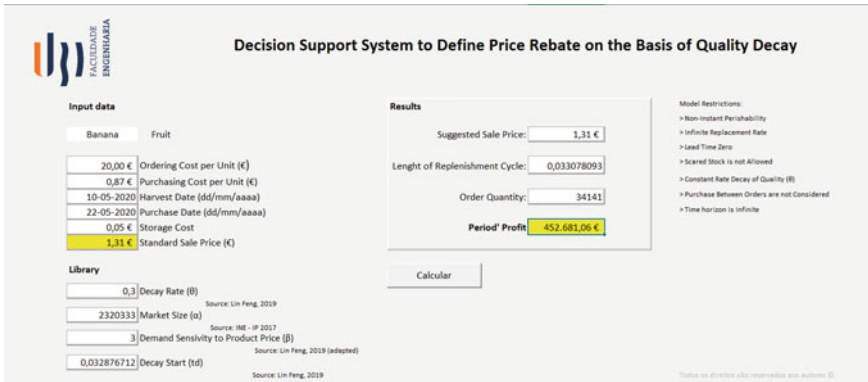 FACULDADE
ENGENHARIA
Decision Support System to Define Price Rebate on the Basis of Quality Decay
Input data
Banana Fruit
20,00 € Ordering Cost per Unit (€)
0,87 € Purchasing Cost per Unit (€)
10-05-2020 Harvest Date (dd/mm/aaaa)
22-05-2020 Purchase Date (dd/mm/aaaa)
0,05 € Storage Cost
1,31 € Standard Sale Price (€)
Library
0,3 Decay Rate (θ)
Source: Lin Feng, 2019
2320333 Market Size (α)
Source: INE - IP 2017
3 Demand Sensivity to Product Price (β)
Source: Lin Feng, 2019 (adapted)
0,032876712 Decay Start (td)
Source: Lin Feng, 2019
Results
Suggested Sale Price: 1,31 €
Lenght of Replenishment Cycle: 0,033078093
Order Quantity: 34141
Period' Profit 452.681,06 €
Calcular
Model Restrictions:
> Non-Instant Perishability
> Infinite Replacement Rate
> Lead Time Zero
> Scared Stock is not Allowed
> Constant Rate Decay of Quality (θ)
> Purchase Between Orders are not Considered
> Time horizon is Infinite
Todos os direitos são reservados aos autores ©